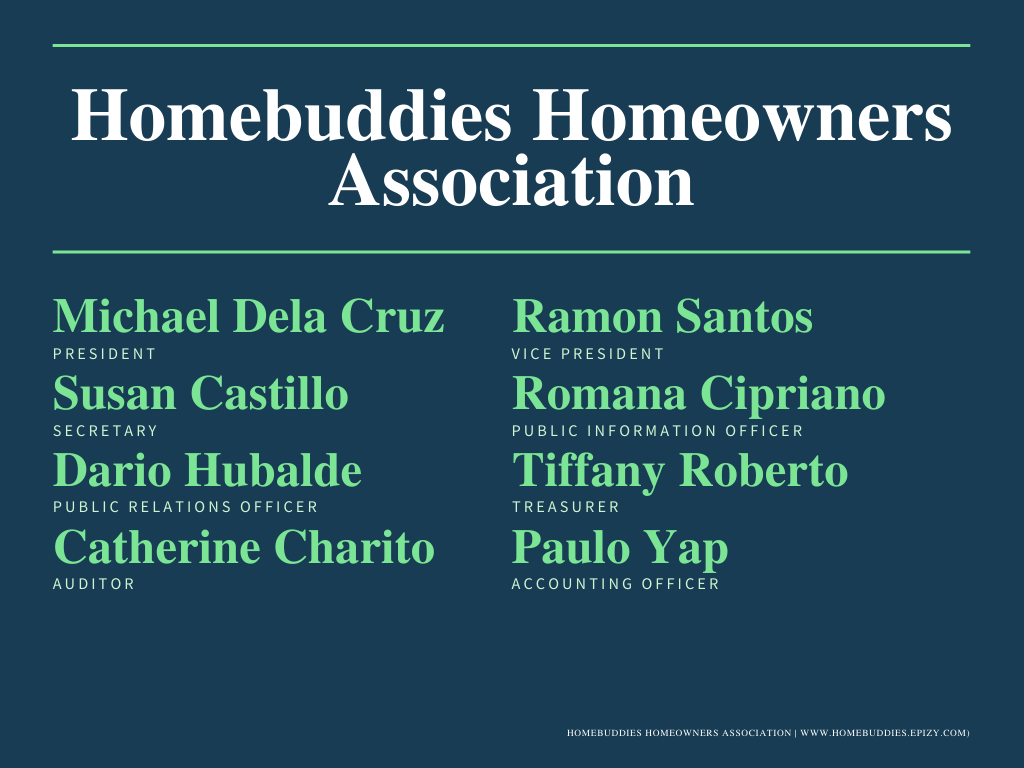 Homebuddies Homeowners
Association
Michael Dela Cruz
PRESIDENT
Susan Castillo
SECRETARY
Dario Hubalde
PUBLIC RELATIONS OFFICER
Catherine Charito
AUDITOR
Ramon Santos
VICE PRESIDENT
Romana Cipriano
PUBLIC INFORMATION OFFICER
Tiffany Roberto
TREASURER
Paulo Yap
ACCOUNTING OFFICER
HOMEBUDDIES HOMEOWNERS ASSOCIATION | WWW.HOMEBUDDIES.EPIZY.COM)